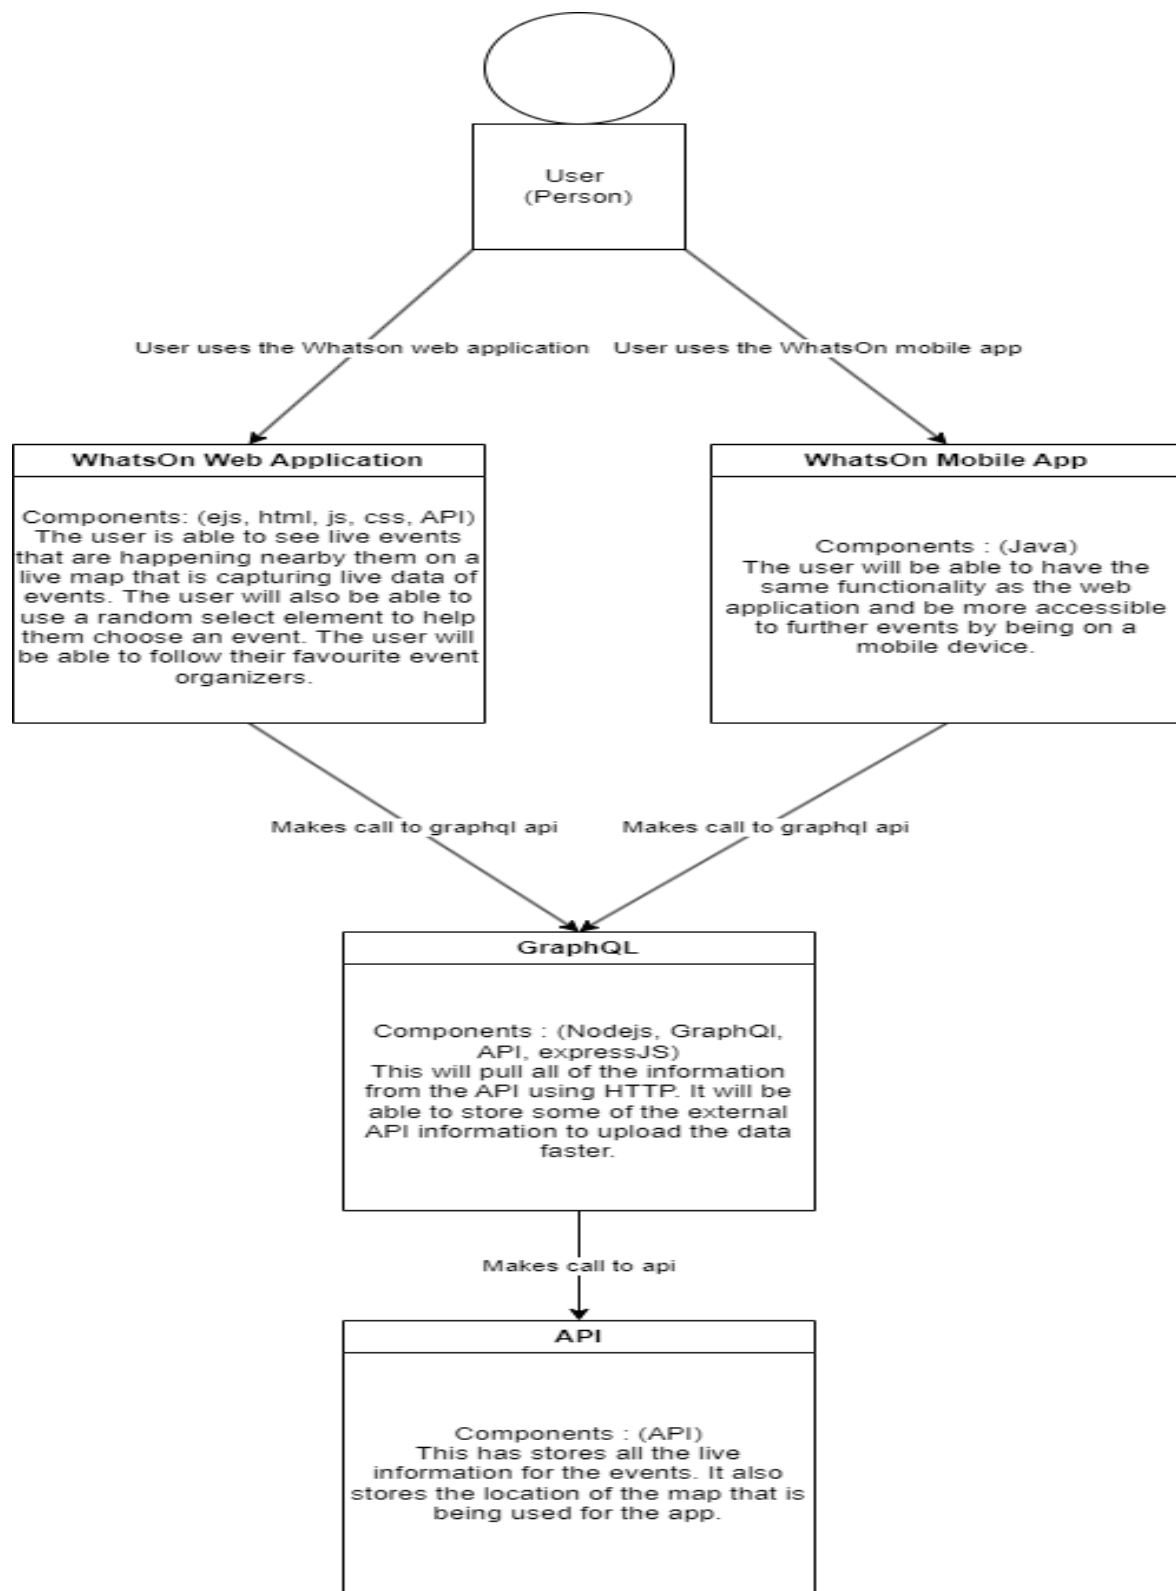 User
(Person)
User uses the Whatson web application
User uses the WhatsOn mobile app
WhatsOn Web Application
Components: (ejs, html, js, css, API)
The user is able to see live events
that are happening nearby them on a
live map that is capturing live data of
events. The user will also be able to
use a random select element to help
them choose an event. The user will
be able to follow their favourite event
organizers.
WhatsOn Mobile App
Components : (Java)
The user will be able to have the
same functionality as the web
application and be more accessible
to further events by being on a
mobile device.
Makes call to graphql api
Makes call to graphql api
GraphQL
Components : (Nodejs, GraphQl,
API, expressJS)
This will pull all of the information
from the API using HTTP. It will be
able to store some of the external
API information to upload the data
faster.
Makes call to api
API
Components : (API)
This has stores all the live
information for the events. It also
stores the location of the map that is
being used for the app.